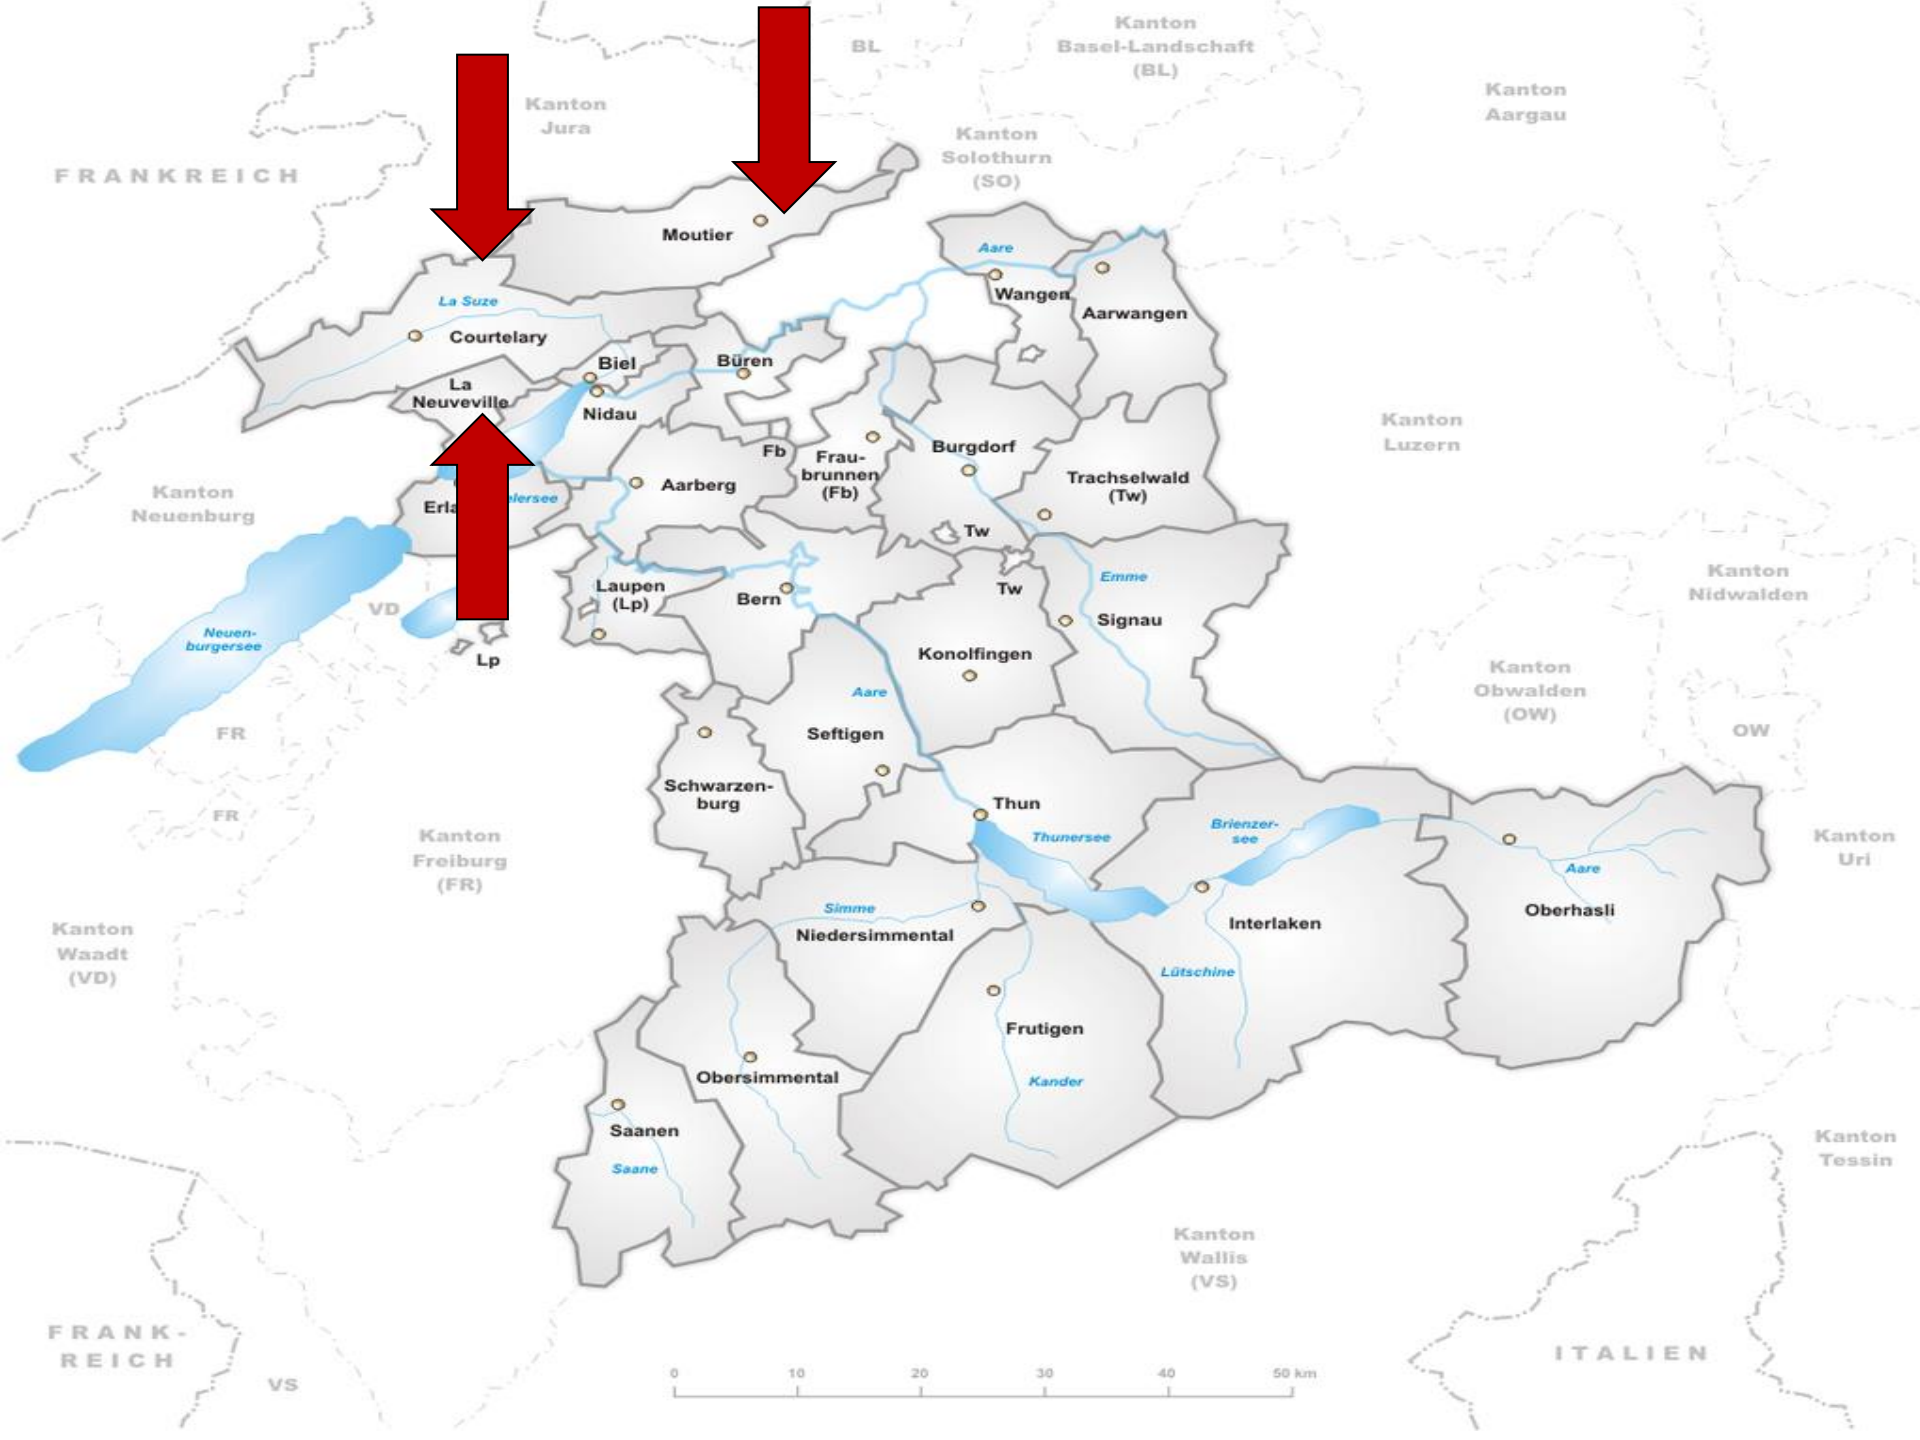 Kanton
Basel-Landschaft
(BL)
BL
Kanton
Aargau
Kanton
Jura
Kanton
Solothurn
(SO)
FRANKREICH
Moutier
Aare
Wangen
Aarwangen
La Suze
Courtelary
Biel
Büren
La
Neuveville
Nidau
Kanton
Luzern
Fb
Frau-
brunnen
(Fb)
Burgdorf
Trachselwald
(Tw)
Aarberg
Kanton
Neuenburg
Erla
elersee
Tw
Laupen
(Lp)
Bern
Tw
Emme
Signau
Kanton
Nidwalden
VD
Neuen-
burgersee
Lp
Konolfingen
Kanton
Obwalden
(OW)
OW
Aare
FR
Seftigen
Schwarzen-
burg
Thun
Thunersee
Brienzer-
see
FR
Kanton
Freiburg
(FR)
Kanton
Uri
Aare
Oberhasli
Simme
Niedersimmental
Interlaken
Kanton
Waadt
(VD)
Lütschine
Frutigen
Obersimmental
Kander
Saanen
Saane
Kanton
Tessin
Kanton
Wallis
(VS)
FRANK-
REICH
VS
ITALIEN
0 10 20 30 40 50 km